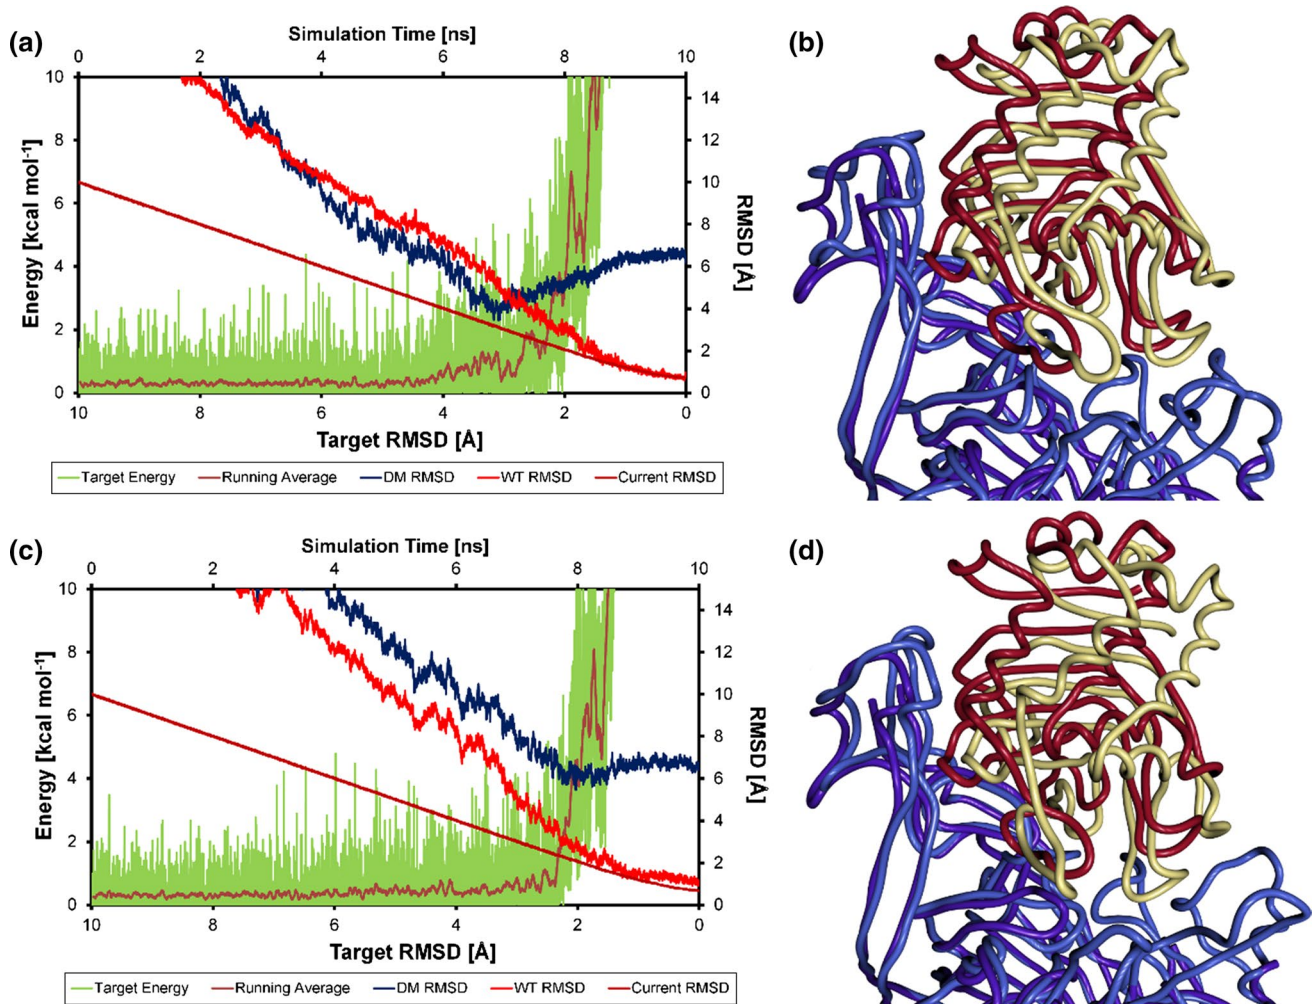 (a)
Simulation Time [ns]
0 2 4 6 8 10
10
8
6
4
2
0
Energy [kcal mol⁻¹]
14
12
10
8
6
4
2
0
RMSD [Å]
10 8 6 4 2 0
Target RMSD [Å]
Target Energy Running Average DM RMSD WT RMSD Current RMSD
(b)
(c)
Simulation Time [ns]
0 2 4 6 8 10
10
8
6
4
2
0
Energy [kcal mol⁻¹]
14
12
10
8
6
4
2
0
RMSD [Å]
10 8 6 4 2 0
Target RMSD [Å]
Target Energy Running Average DM RMSD WT RMSD Current RMSD
(d)